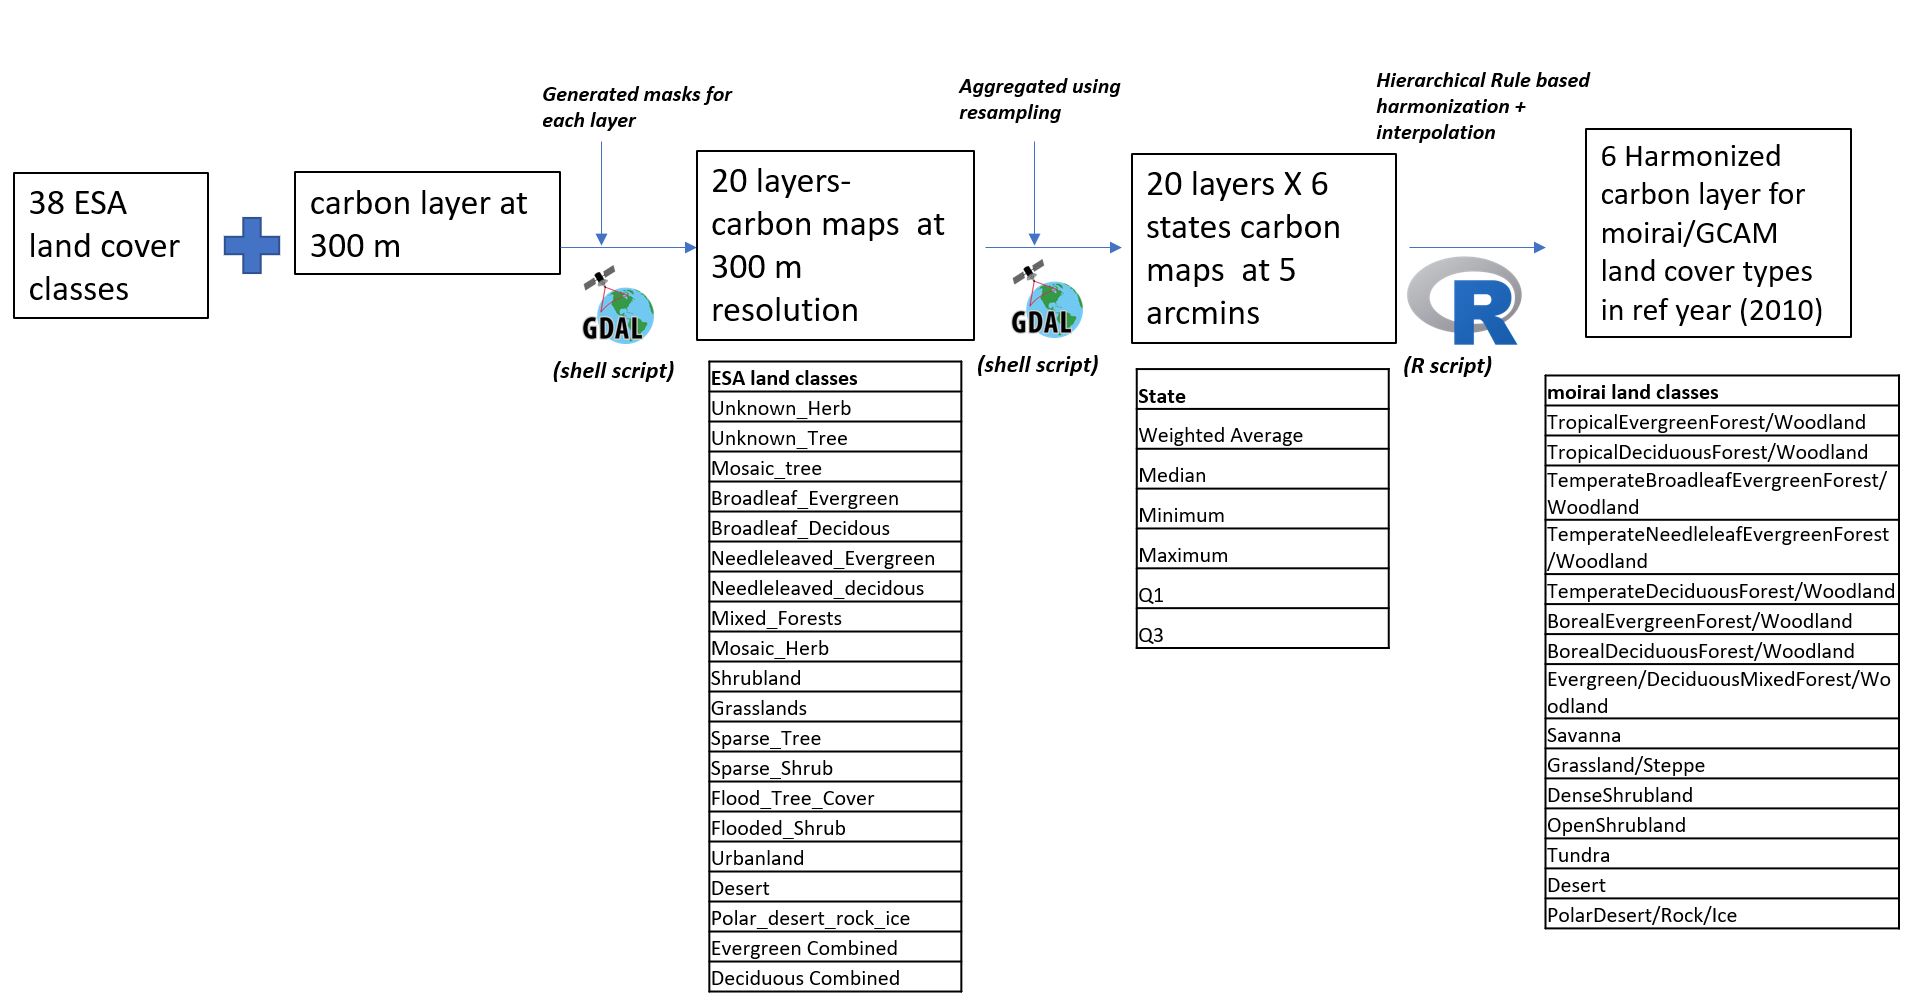 Generated masks for
each layer
Aggregated using
resampling
Hierarchical Rule based
harmonization +
interpolation
38 ESA
land cover
classes
carbon layer at
300 m
20 layers-
carbon maps  at
300 m
resolution
20 layers X 6
states carbon
maps  at 5
arcmins
6 Harmonized
carbon layer for
moirai/GCAM
land cover types
in ref year (2010)
GDAL
(shell script)
GDAL
(shell script)
R
(R script)
ESA land classes
Unknown_Herb
Unknown_Tree
Mosaic_tree
Broadleaf_Evergreen
Broadleaf_Decidous
Needleleaved_Evergreen
Needleleaved_decidous
Mixed_Forests
Mosaic_Herb
Shrubland
Grasslands
Sparse_Tree
Sparse_Shrub
Flood_Tree_Cover
Flooded_Shrub
Urbanland
Desert
Polar_desert_rock_ice
Evergreen Combined
Deciduous Combined
State
Weighted Average
Median
Minimum
Maximum
Q1
Q3
moirai land classes
TropicalEvergreenForest/Woodland
TropicalDeciduousForest/Woodland
TemperateBroadleafEvergreenForest/
Woodland
TemperateNeedleleafEvergreenForest
/Woodland
TemperateDeciduousForest/Woodland
BorealEvergreenForest/Woodland
BorealDeciduousForest/Woodland
Evergreen/DeciduousMixedForest/Wo
odland
Savanna
Grassland/Steppe
DenseShrubland
OpenShrubland
Tundra
Desert
PolarDesert/Rock/Ice